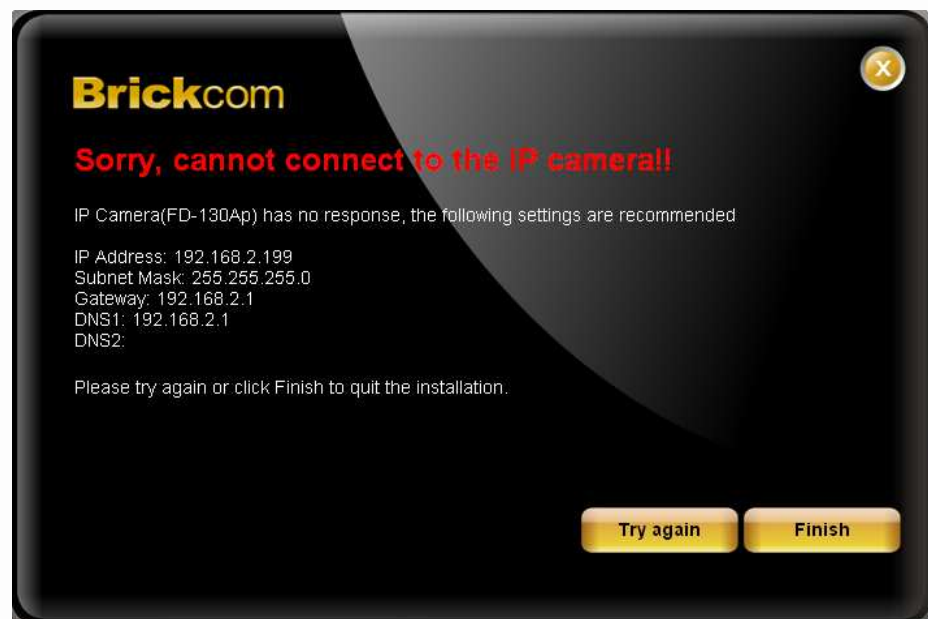 X
Brickcom
Sorry, cannot connect to the IP camera!!
IP Camera(FD-130Ap) has no response, the following settings are recommended
IP Address: 192.168.2.199
Subnet Mask: 255.255.255.0
Gateway: 192.168.2.1
DNS1: 192.168.2.1
DNS2:
Please try again or click Finish to quit the installation.
Try again Finish